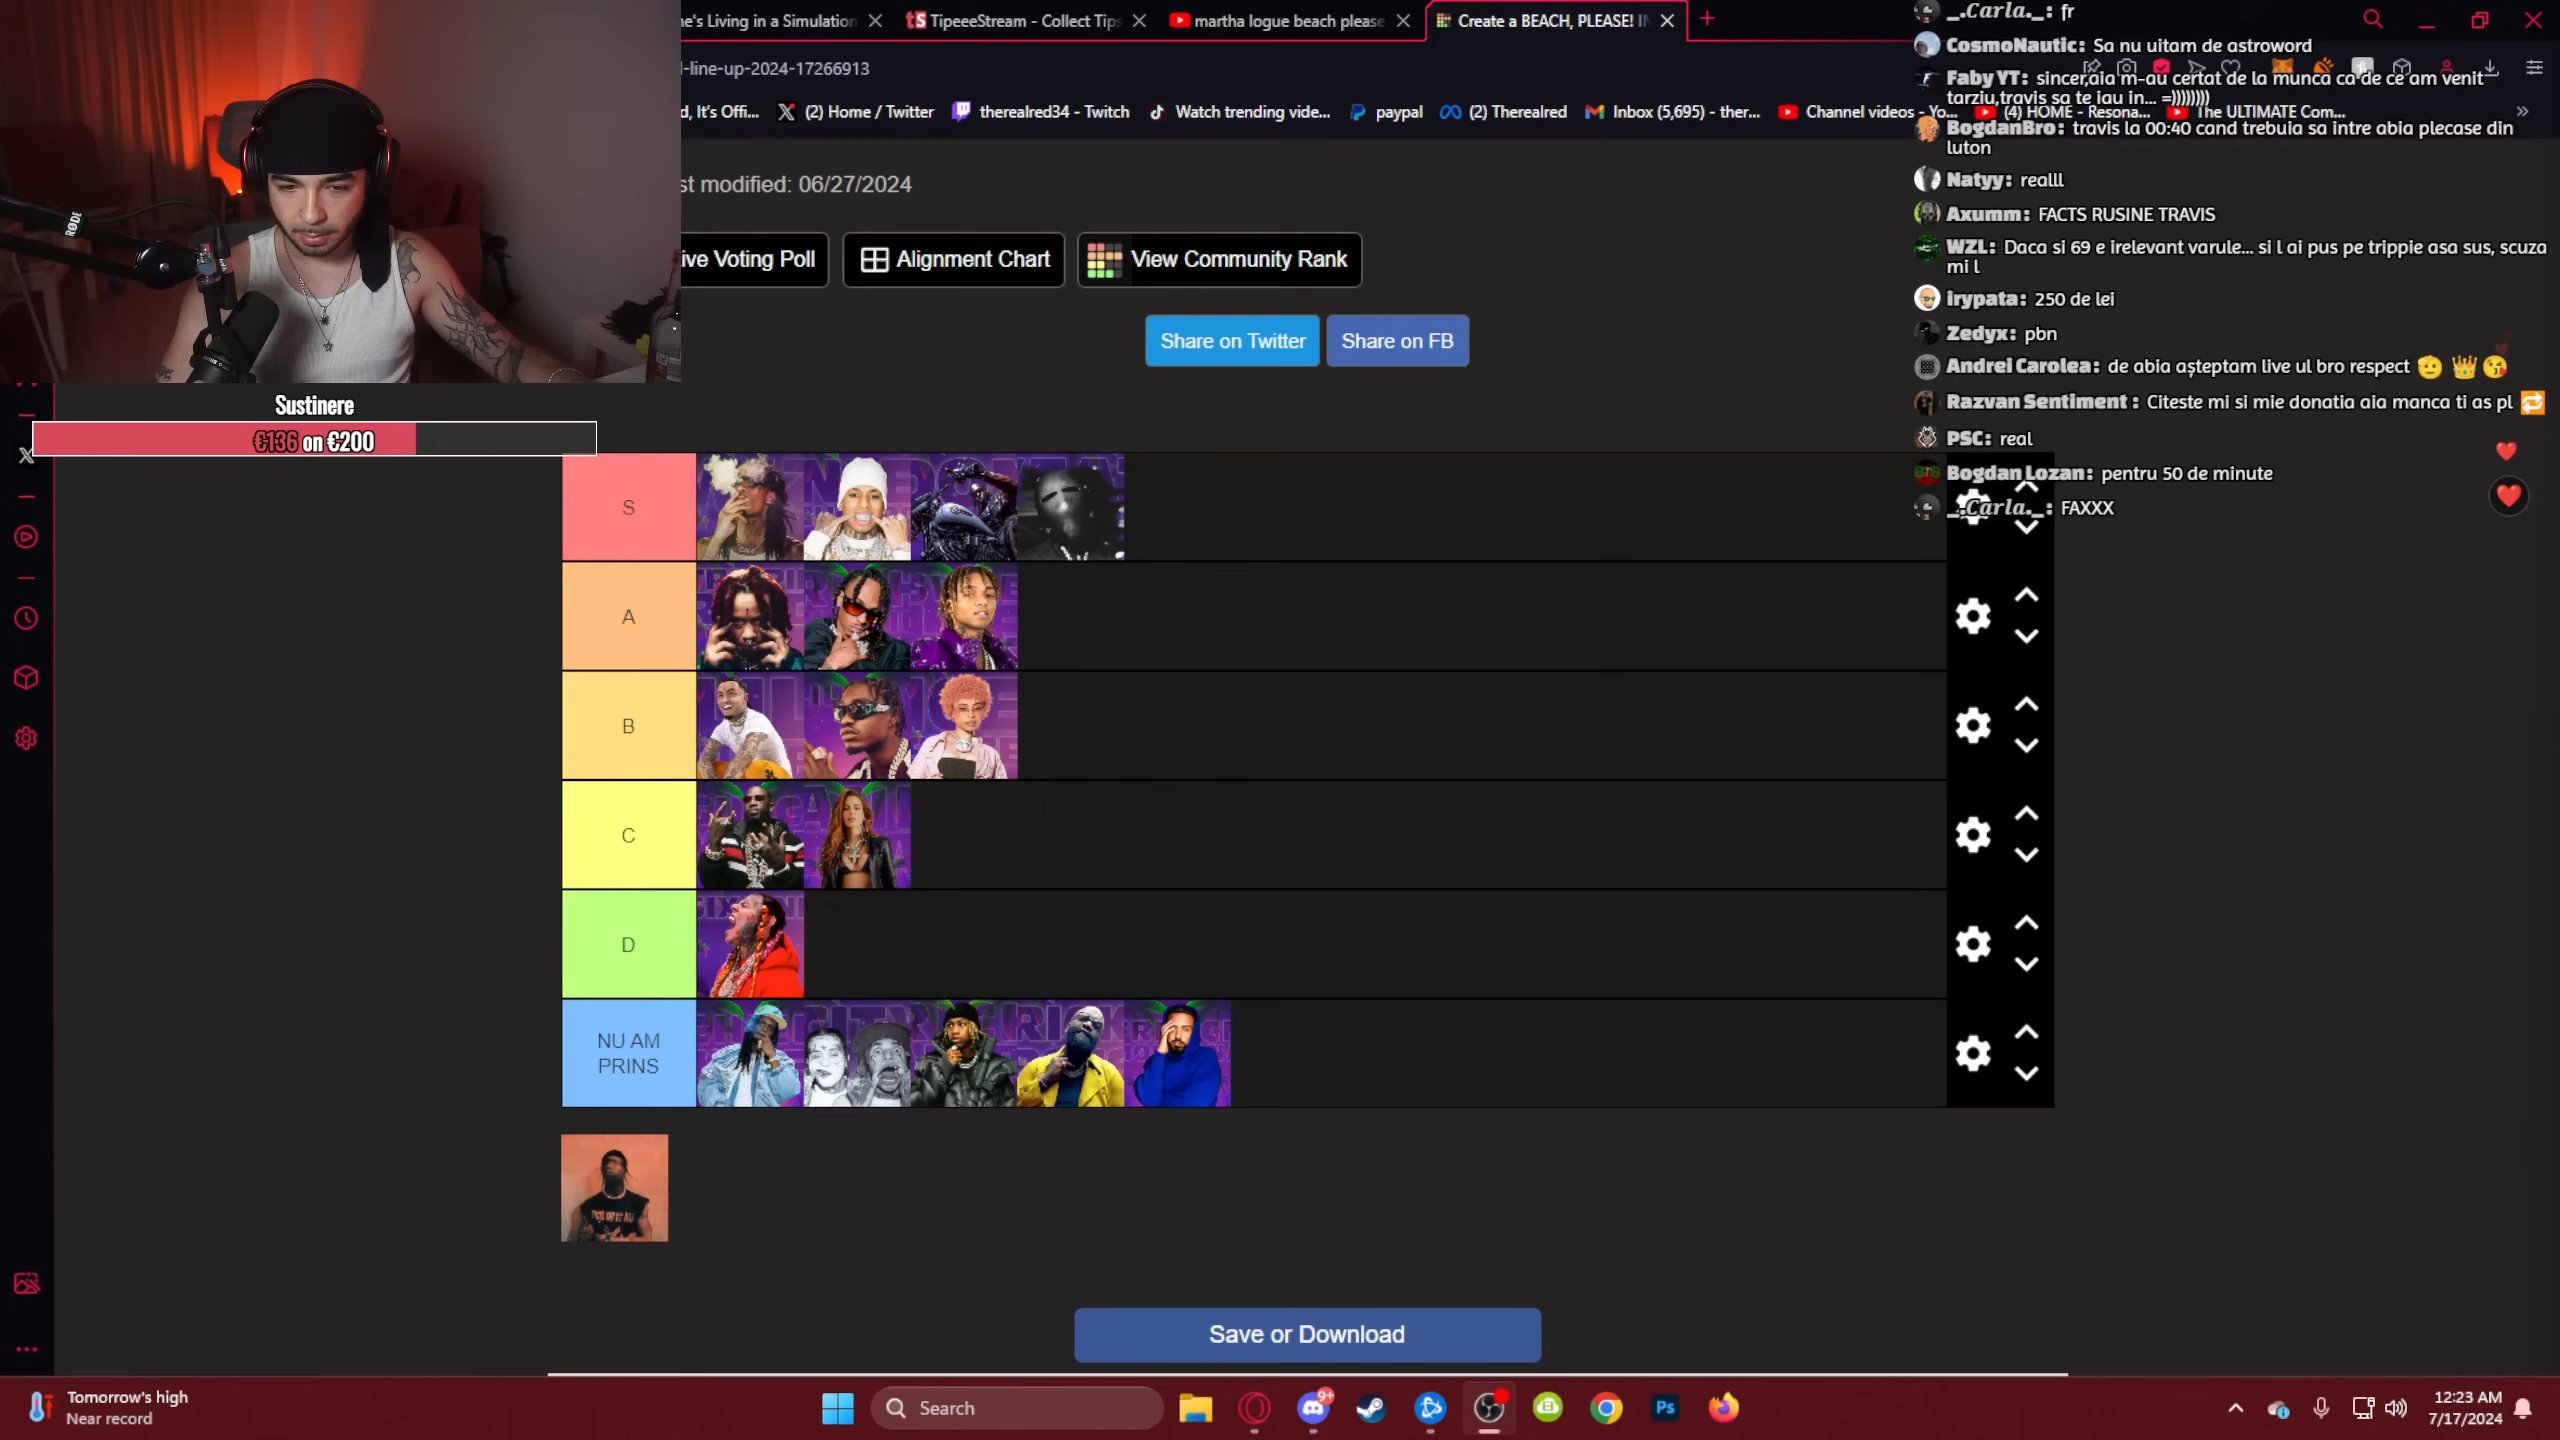 ne's Living in a Simulation
TipeeeStream - Collect Tips
martha logue beach please
Create a BEACH, PLEASE! IN
l-line-up-2024-17266913
d, It's Offi...
(2) Home / Twitter
therealred34 - Twitch
Watch trending vide...
paypal
(2) Therealred
Inbox (5,695) - ther...
Channel videos - Yo...
(4) HOME - Resona...
The ULTIMATE Com...
st modified: 06/27/2024
ive Voting Poll
Alignment Chart
View Community Rank
Share on Twitter
Share on FB
_.Carla._: fr
CosmoNautic: Sa nu uitam de astroword
Faby YT: sincer,aia m-au certat de la munca ca de ce am venit
tarziu,travis sa te iau in... =))))))))
BogdanBro: travis la 00:40 cand trebuia sa intre abia plecase din
luton
Natyy: realll
Axumm: FACTS RUSINE TRAVIS
WZL: Daca si 69 e irelevant varule... si l ai pus pe trippie asa sus, scuza
mi l
irypata: 250 de lei
Zedyx: pbn
Andrei Carolea: de abia așteptam live ul bro respect 🫡 👑 😘
Razvan Sentiment : Citeste mi si mie donatia aia manca ti as pl 🔁
PSC: real
Bogdan Lozan: pentru 50 de minute
_.Carla._: FAXXX
RØDE
Sustinere
€136 on €200
S
A
B
C
D
NU AM
PRINS
Save or Download
Tomorrow's high
Near record
Search
9+
Ps
12:23 AM
7/17/2024